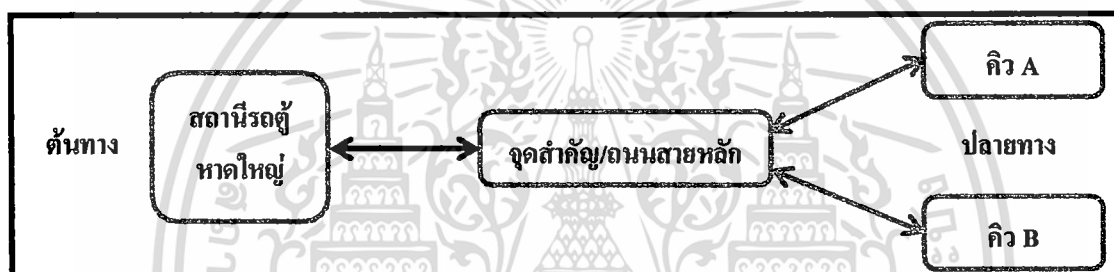 ต้นทาง
สถานีรถตู้
หาดใหญ่
จุดสำคัญ/ถนนสายหลัก
คิว A
ปลายทาง
คิว B